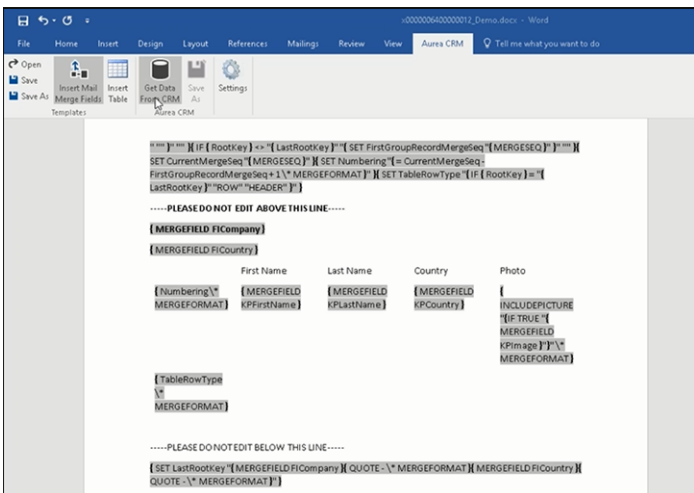 x0000006400000012_Demo.docx - Word
File Home Insert Design Layout References Mailings Review View Aurea CRM Tell me what you want to do
Open
Save
Save As
Insert Mail Merge Fields
Insert Table
Get Data From CRM
Save As
Settings
Templates
Aurea CRM
" "" }" "" }{ IF { RootKey } <> "{ LastRootKey }" "{ SET FirstGroupRecordMergeSeq "{ MERGESEQ }" }" "" }{
SET CurrentMergeSeq "{ MERGESEQ }" }{ SET Numbering "{ = CurrentMergeSeq -
FirstGroupRecordMergeSeq + 1 \* MERGEFORMAT }" }{ SET TableRowType "{ IF { RootKey } = "{
LastRootKey }" "ROW" "HEADER" }" }
-----PLEASE DO NOT EDIT ABOVE THIS LINE-----
{ MERGEFIELD FICompany }
{ MERGEFIELD FICountry }
First Name Last Name Country Photo
{ Numbering \* MERGEFORMAT }
{ MERGEFIELD KPFirstName }
{ MERGEFIELD KPLastName }
{ MERGEFIELD KPCountry }
{
INCLUDEPICTURE
"{IF TRUE "{
MERGEFIELD
KPImage }"}" \*
MERGEFORMAT }
{ TableRowType
\*
MERGEFORMAT }
-----PLEASE DO NOT EDIT BELOW THIS LINE-----
{ SET LastRootKey "{ MERGEFIELD FICompany }{ QUOTE - \* MERGEFORMAT }{ MERGEFIELD FICountry }{
QUOTE - \* MERGEFORMAT }" }